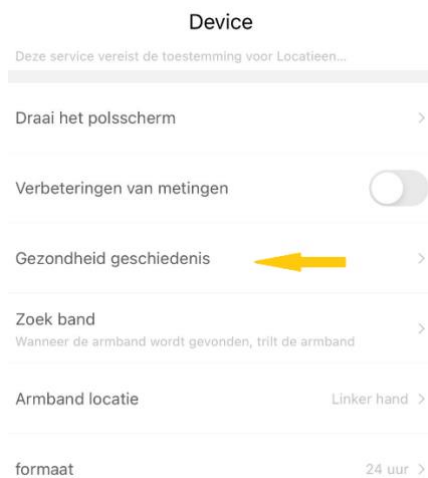 Device
Deze service vereist de toestemming voor Locatieen...
Draai het polsscherm
Verbeteringen van metingen
Gezondheid geschiedenis
Zoek band
Wanneer de armband wordt gevonden, trilt de armband
Armband locatie Linker hand
formaat 24 uur